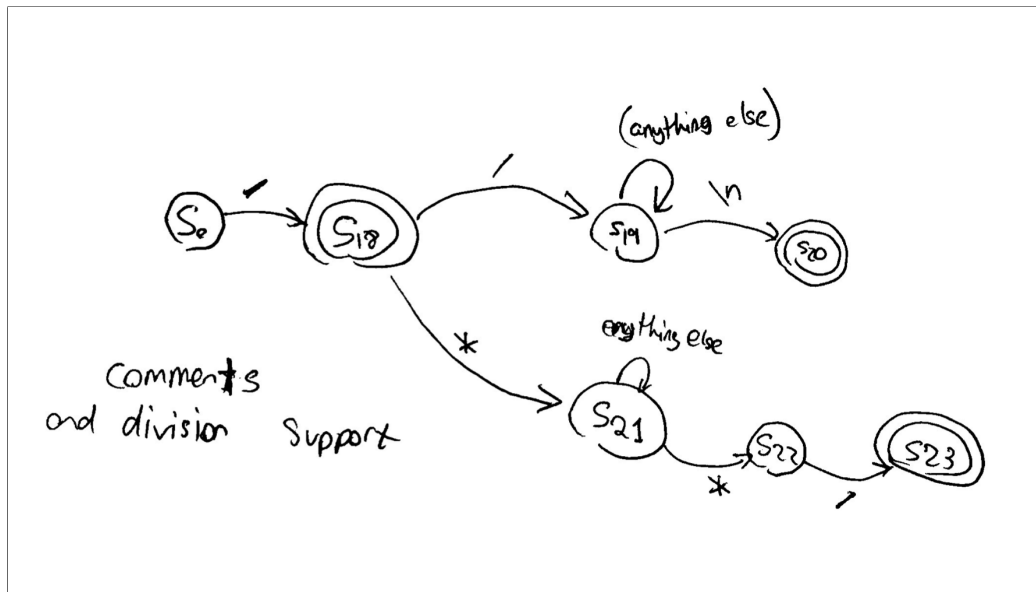 (anything else)
/
/
\n
S₀
S₁₈
S19
S20
anything else
*
S21
S22
S23
*
/
Comments
and division support